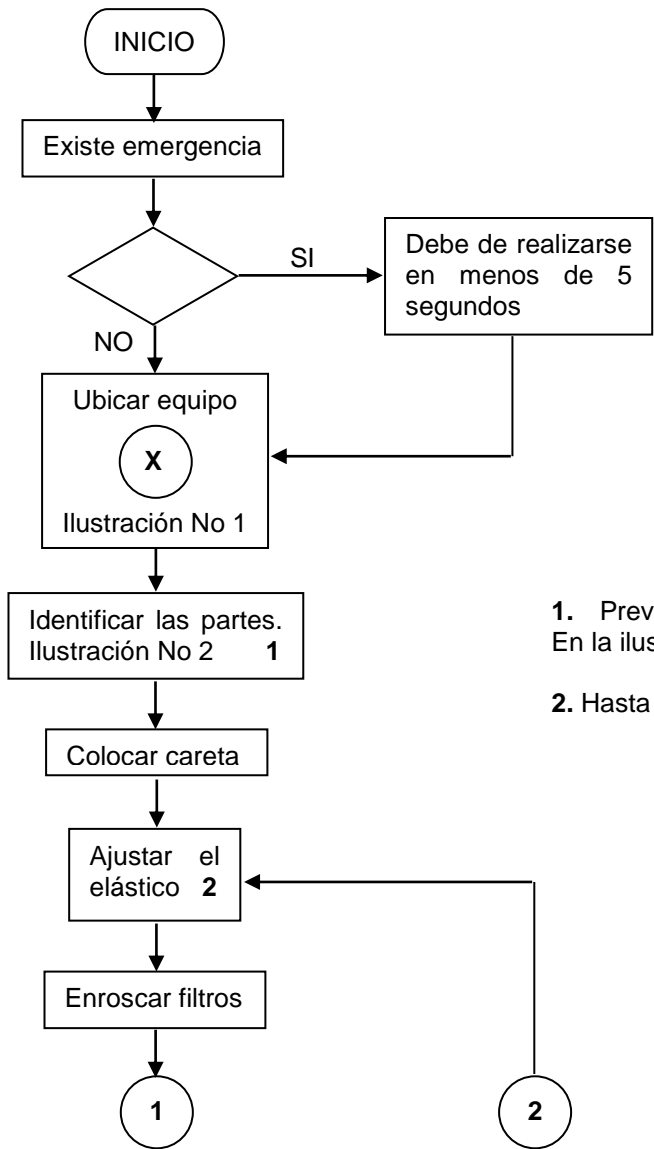 INICIO
Existe emergencia
SI
Debe de realizarse
en menos de 5
segundos
NO
Ubicar equipo
X
Ilustración No 1
Identificar las partes.
Ilustración No 2 1
1. Prev
En la ilus
2. Hasta
Colocar careta
Ajustar el
elástico 2
Enroscar filtros
1
2